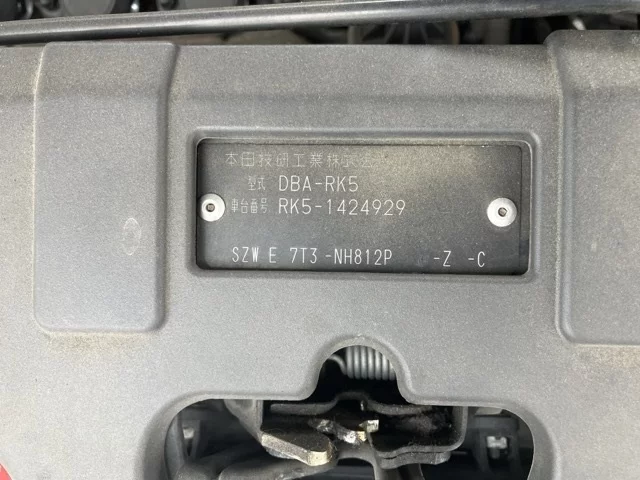 本田技研工業株式会社
型式 DBA-RK5
車台番号 RK5-1424929
SZW E 7T3 -NH812P -Z -C